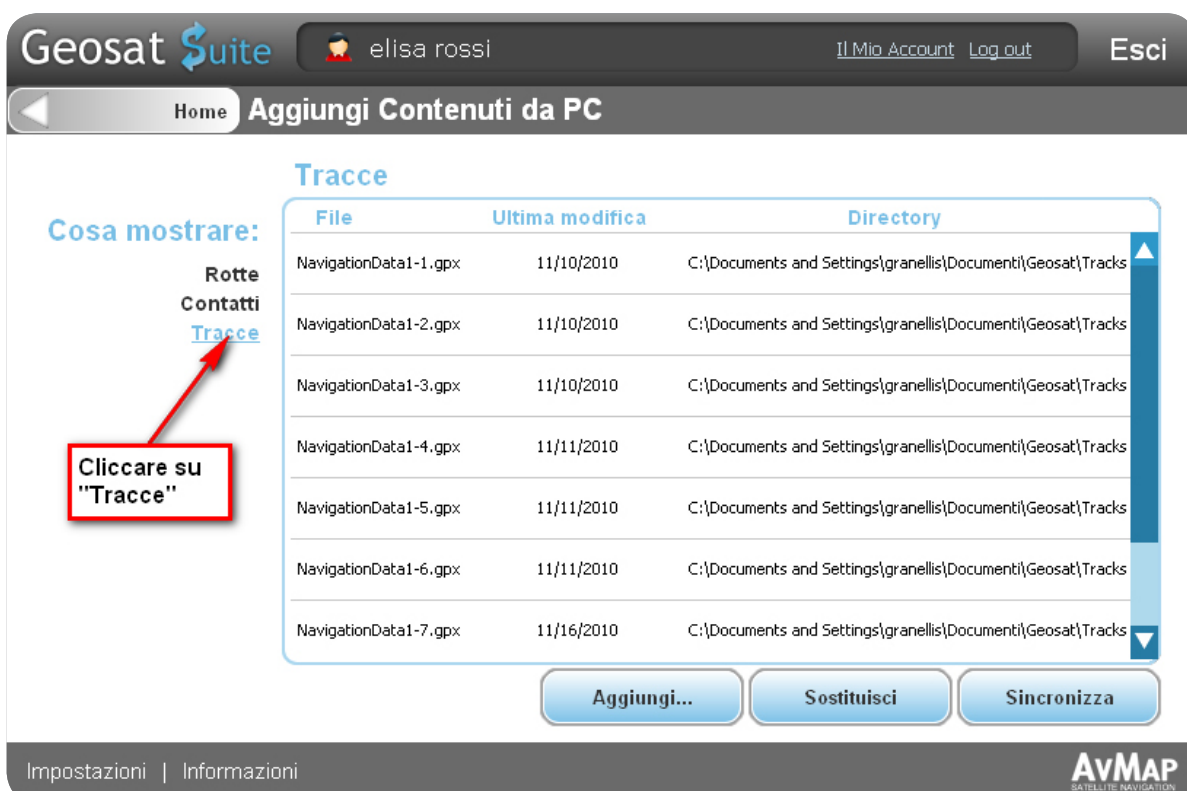 Geosat Suite elisa rossi Il Mio Account Log out Esci
Home Aggiungi Contenuti da PC
Tracce
Cosa mostrare:
Rotte
Contatti
Tracce
Cliccare su
"Tracce"
File Ultima modifica Directory
NavigationData1-1.gpx 11/10/2010 C:\Documents and Settings\granellis\Documenti\Geosat\Tracks
NavigationData1-2.gpx 11/10/2010 C:\Documents and Settings\granellis\Documenti\Geosat\Tracks
NavigationData1-3.gpx 11/10/2010 C:\Documents and Settings\granellis\Documenti\Geosat\Tracks
NavigationData1-4.gpx 11/11/2010 C:\Documents and Settings\granellis\Documenti\Geosat\Tracks
NavigationData1-5.gpx 11/11/2010 C:\Documents and Settings\granellis\Documenti\Geosat\Tracks
NavigationData1-6.gpx 11/11/2010 C:\Documents and Settings\granellis\Documenti\Geosat\Tracks
NavigationData1-7.gpx 11/16/2010 C:\Documents and Settings\granellis\Documenti\Geosat\Tracks
Aggiungi... Sostituisci Sincronizza
Impostazioni | Informazioni AvMap
SATELLITE NAVIGATION